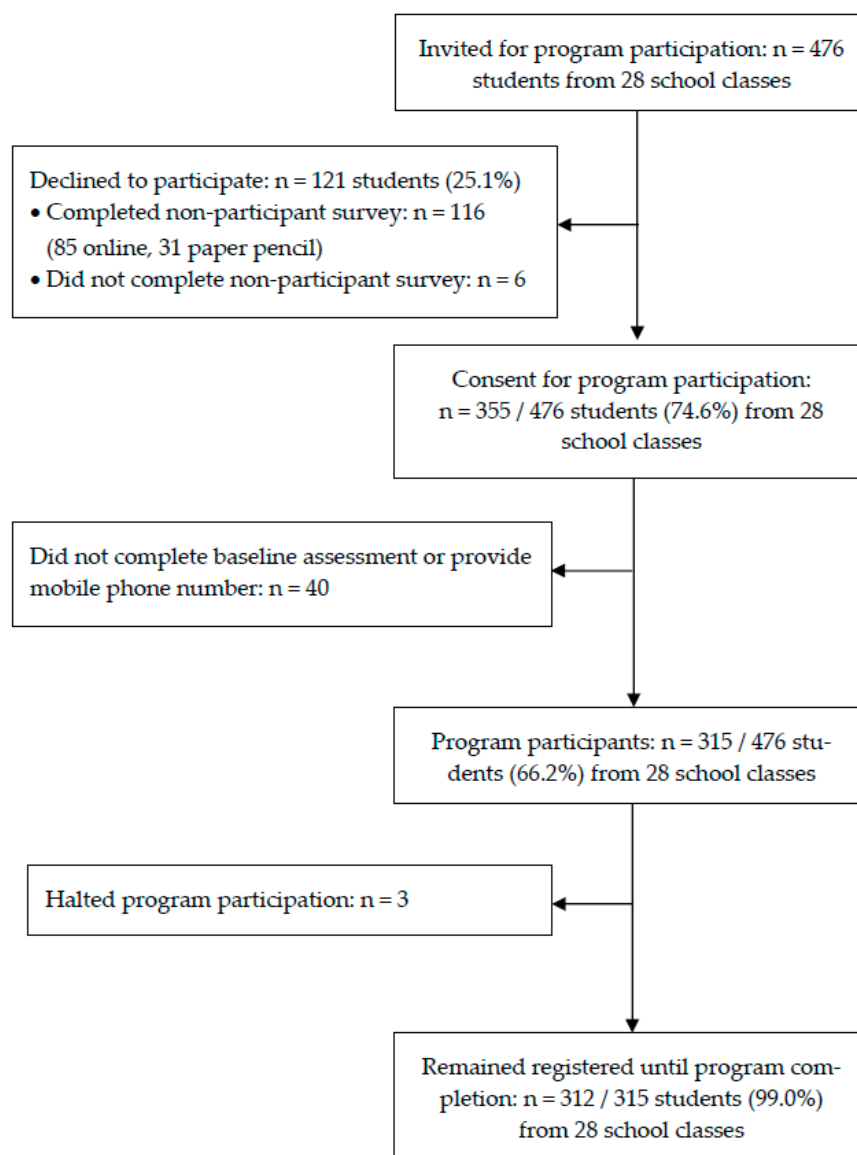 Invited for program participation: n = 476
students from 28 school classes
Declined to participate: n = 121 students (25.1%)
• Completed non-participant survey: n = 116
(85 online, 31 paper pencil)
• Did not complete non-participant survey: n = 6
Consent for program participation:
n = 355 / 476 students (74.6%) from 28
school classes
Did not complete baseline assessment or provide
mobile phone number: n = 40
Program participants: n = 315 / 476 stu-
dents (66.2%) from 28 school classes
Halted program participation: n = 3
Remained registered until program com-
pletion: n = 312 / 315 students (99.0%)
from 28 school classes